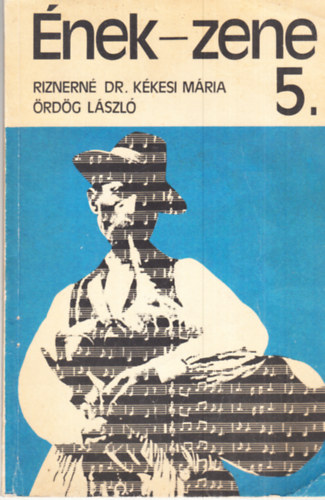 Ének–zene
RIZNERNÉ DR. KÉKESI MÁRIA
ÖRDÖG LÁSZLÓ
5.